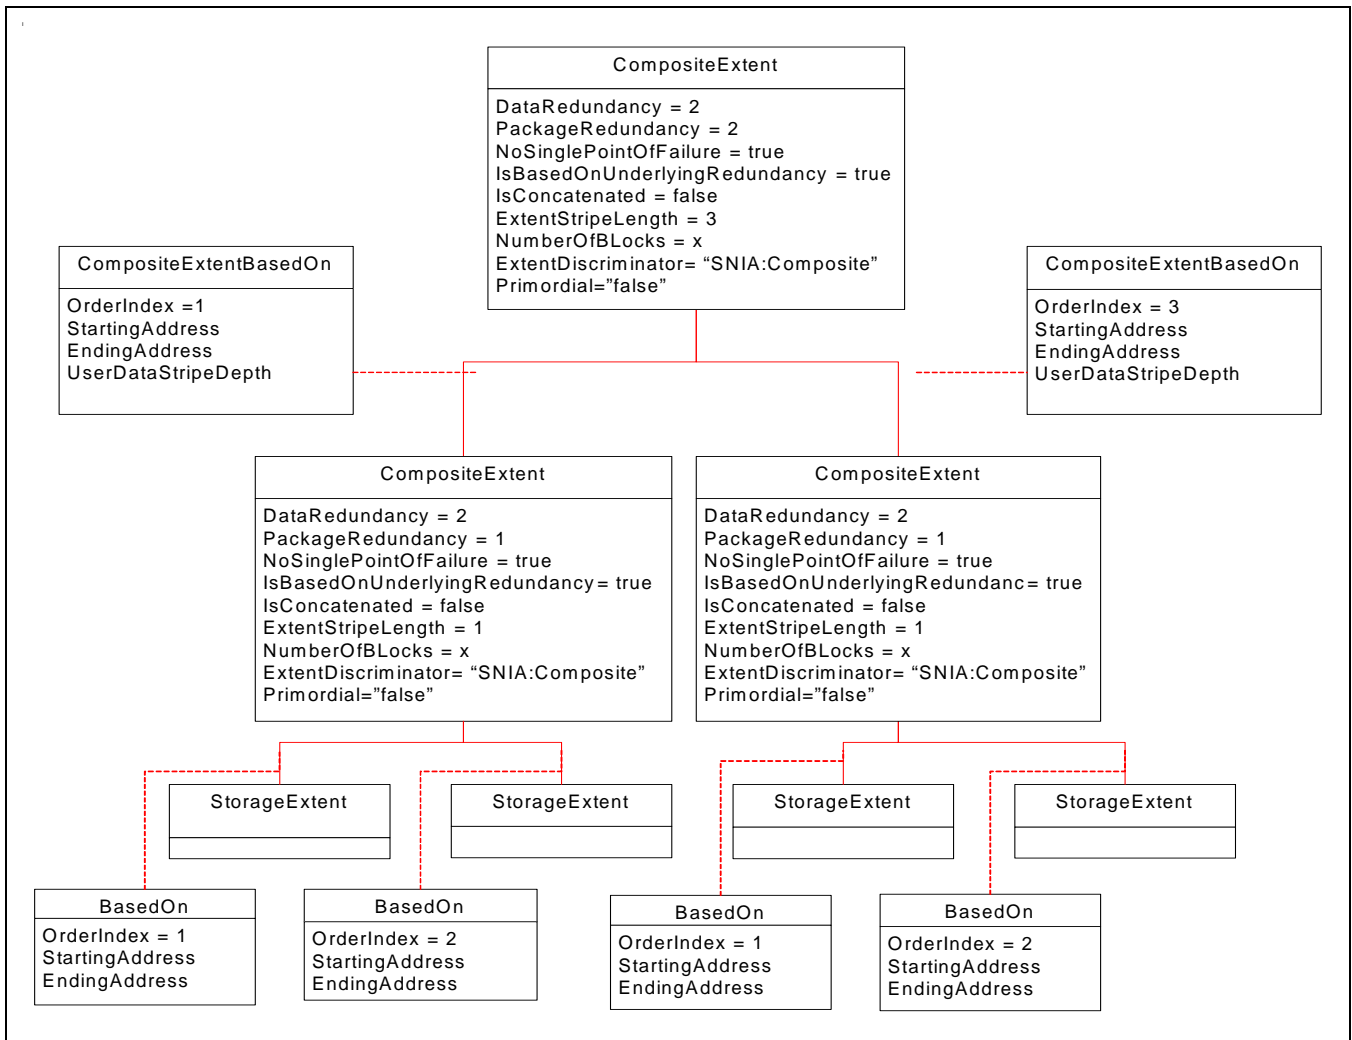 CompositeExtent
DataRedundancy = 2
PackageRedundancy = 2
NoSinglePointOfFailure = true
IsBasedOnUnderlyingRedundancy = true
IsConcatenated = false
ExtentStripeLength = 3
NumberOfBLocks = x
ExtentDiscriminator= “SNIA:Composite”
Primordial=”false”
CompositeExtentBasedOn
OrderIndex =1
StartingAddress
EndingAddress
UserDataStripeDepth
CompositeExtentBasedOn
OrderIndex = 3
StartingAddress
EndingAddress
UserDataStripeDepth
CompositeExtent
DataRedundancy = 2
PackageRedundancy = 1
NoSinglePointOfFailure = true
IsBasedOnUnderlyingRedundancy= true
IsConcatenated = false
ExtentStripeLength = 1
NumberOfBLocks = x
ExtentDiscriminator= “SNIA:Composite”
Primordial=”false”
CompositeExtent
DataRedundancy = 2
PackageRedundancy = 1
NoSinglePointOfFailure = true
IsBasedOnUnderlyingRedundanc= true
IsConcatenated = false
ExtentStripeLength = 1
NumberOfBLocks = x
ExtentDiscriminator= “SNIA:Composite”
Primordial=”false”
StorageExtent
StorageExtent
StorageExtent
StorageExtent
BasedOn
OrderIndex = 1
StartingAddress
EndingAddress
BasedOn
OrderIndex = 2
StartingAddress
EndingAddress
BasedOn
OrderIndex = 1
StartingAddress
EndingAddress
BasedOn
OrderIndex = 2
StartingAddress
EndingAddress